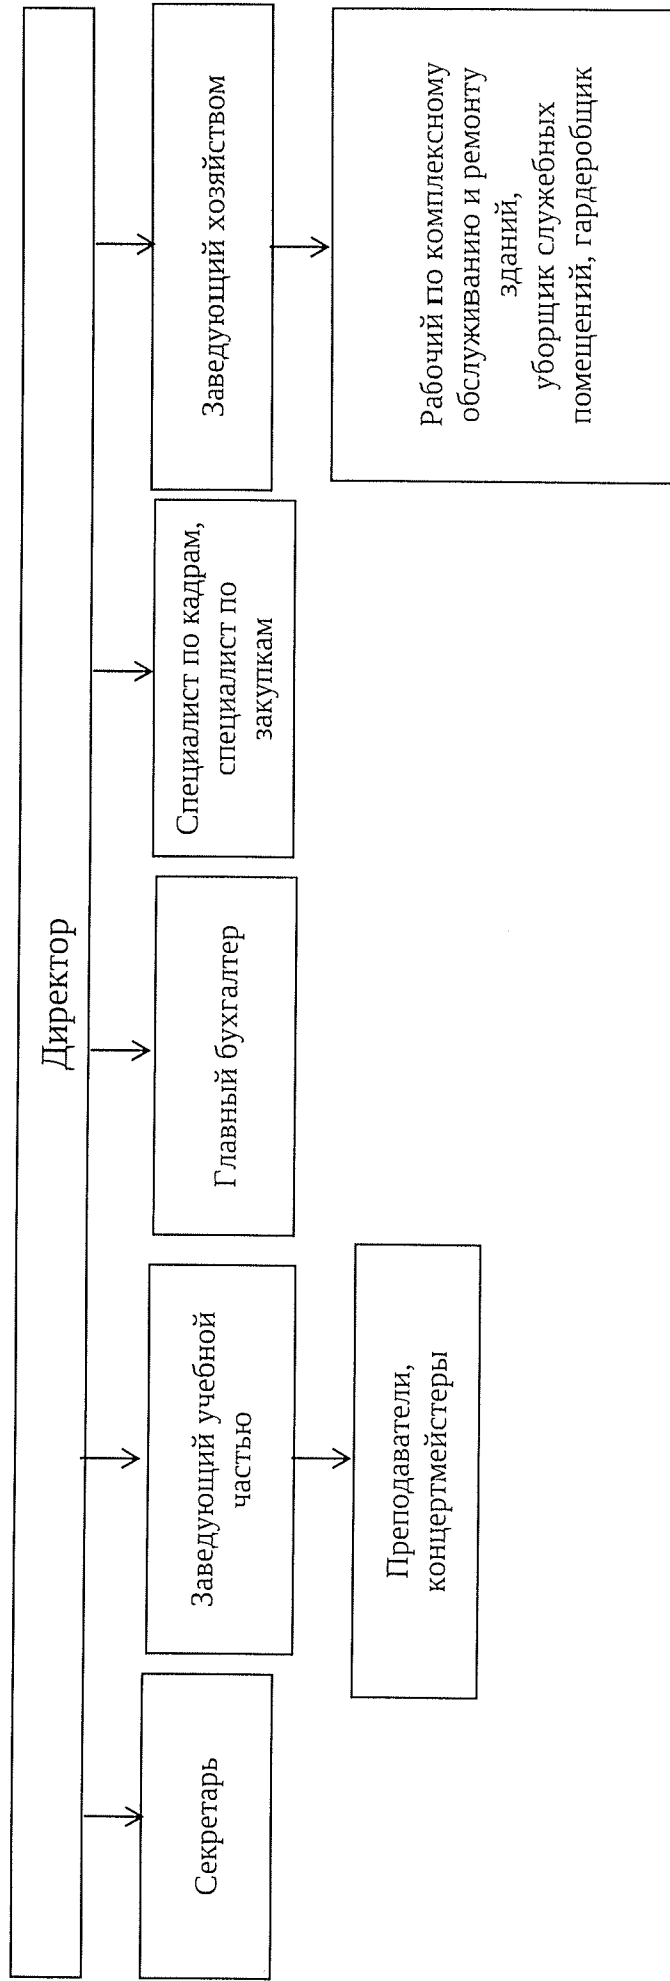 Директор
Секретарь
Заведующий учебной
частью
Главный бухгалтер
Специалист по кадрам,
специалист по
закупкам
Заведующий хозяйством
Преподаватели,
концертмейстеры
Рабочий по комплексному
обслуживанию и ремонту
зданий,
уборщик служебных
помещений, гардеробщик